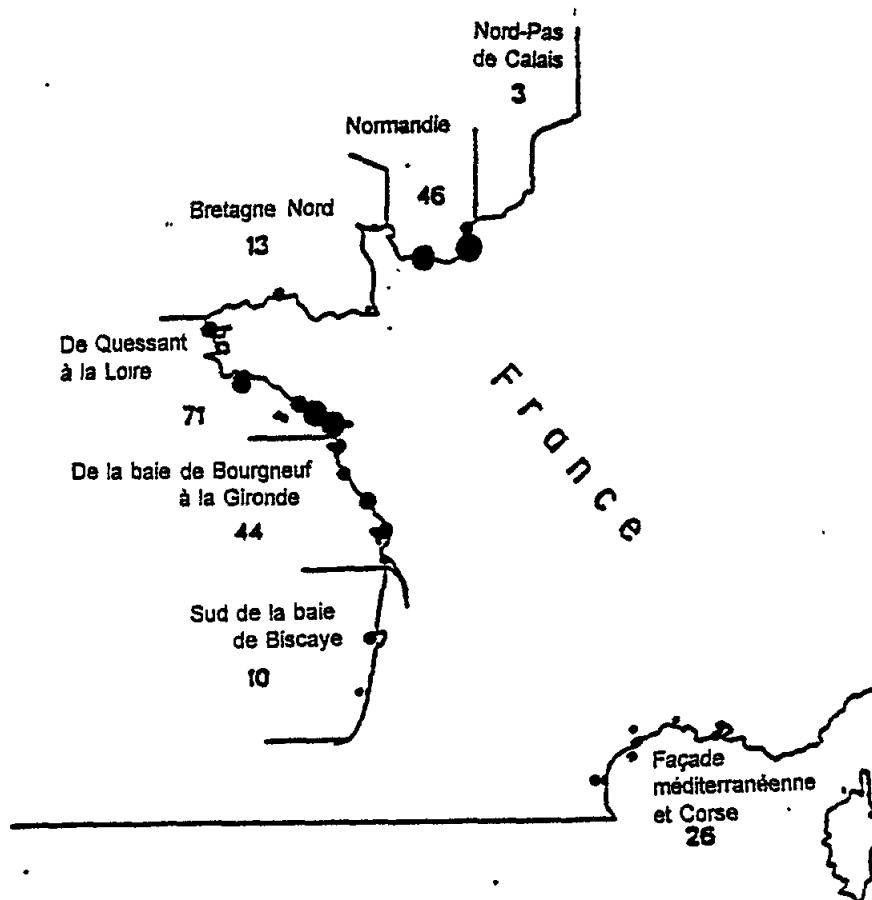 Nord-Pas
de Calais
3
Normandie
46
Bretagne Nord
13
De Quessant
à la Loire
71
De la baie de Bourgneuf
à la Gironde
44
Sud de la baie
de Biscaye
10
France
Façade
méditerranéenne
et Corse
26